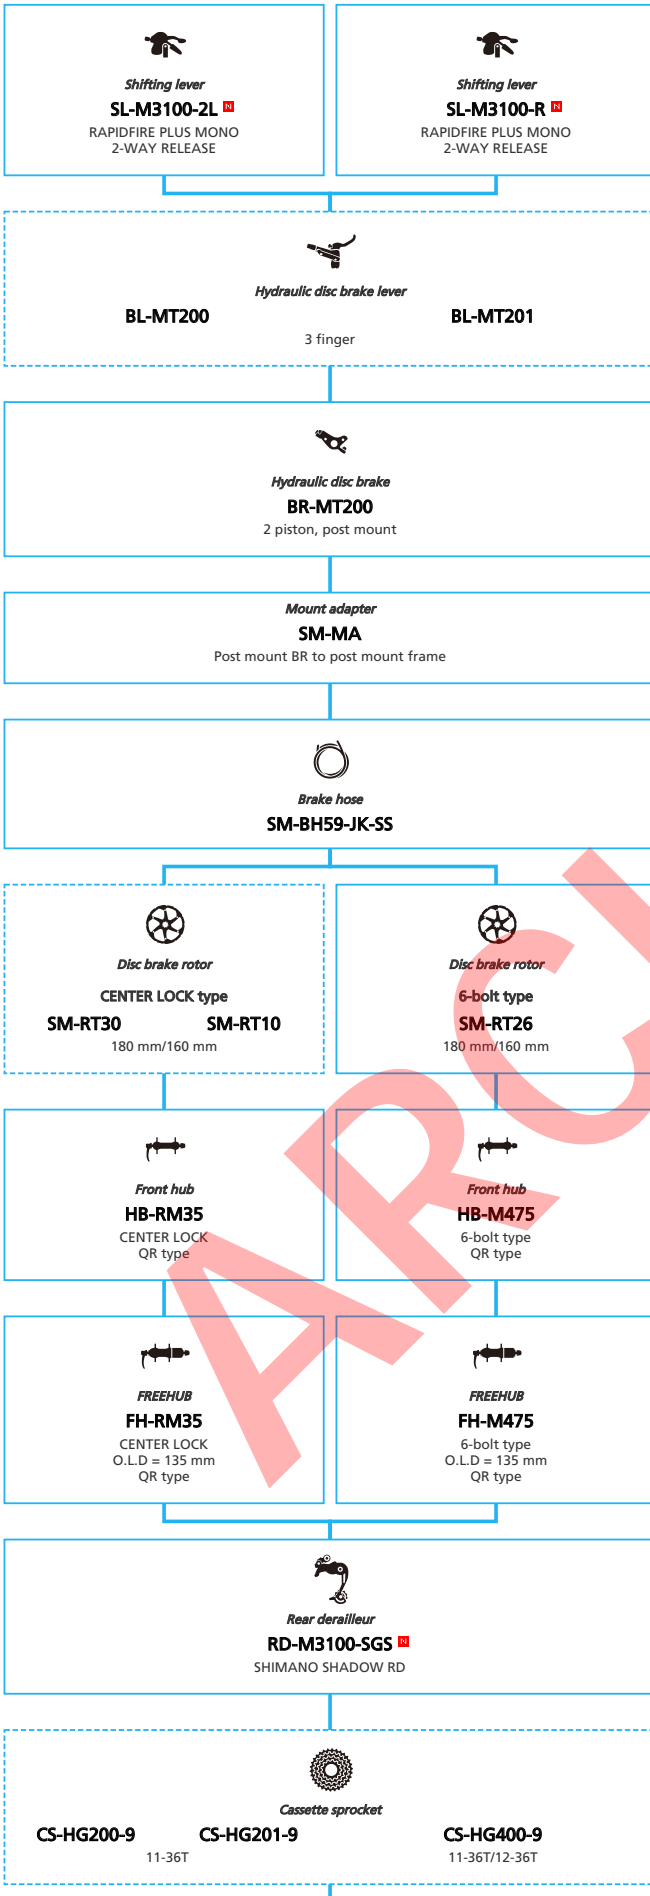 Shifting lever
SL-M3100-2L N
RAPIDFIRE PLUS MONO
2-WAY RELEASE
Shifting lever
SL-M3100-R N
RAPIDFIRE PLUS MONO
2-WAY RELEASE
Hydraulic disc brake lever
BL-MT200 BL-MT201
3 finger
Hydraulic disc brake
BR-MT200
2 piston, post mount
Mount adapter
SM-MA
Post mount BR to post mount frame
Brake hose
SM-BH59-JK-SS
Disc brake rotor
CENTER LOCK type
SM-RT30 SM-RT10
180 mm/160 mm
Disc brake rotor
6-bolt type
SM-RT26
180 mm/160 mm
Front hub
HB-RM35
CENTER LOCK
QR type
Front hub
HB-M475
6-bolt type
QR type
FREEHUB
FH-RM35
CENTER LOCK
O.L.D = 135 mm
QR type
FREEHUB
FH-M475
6-bolt type
O.L.D = 135 mm
QR type
Rear derailleur
RD-M3100-SGS N
SHIMANO SHADOW RD
Cassette sprocket
CS-HG200-9 CS-HG201-9 CS-HG400-9
11-36T 11-36T/12-36T
ARC